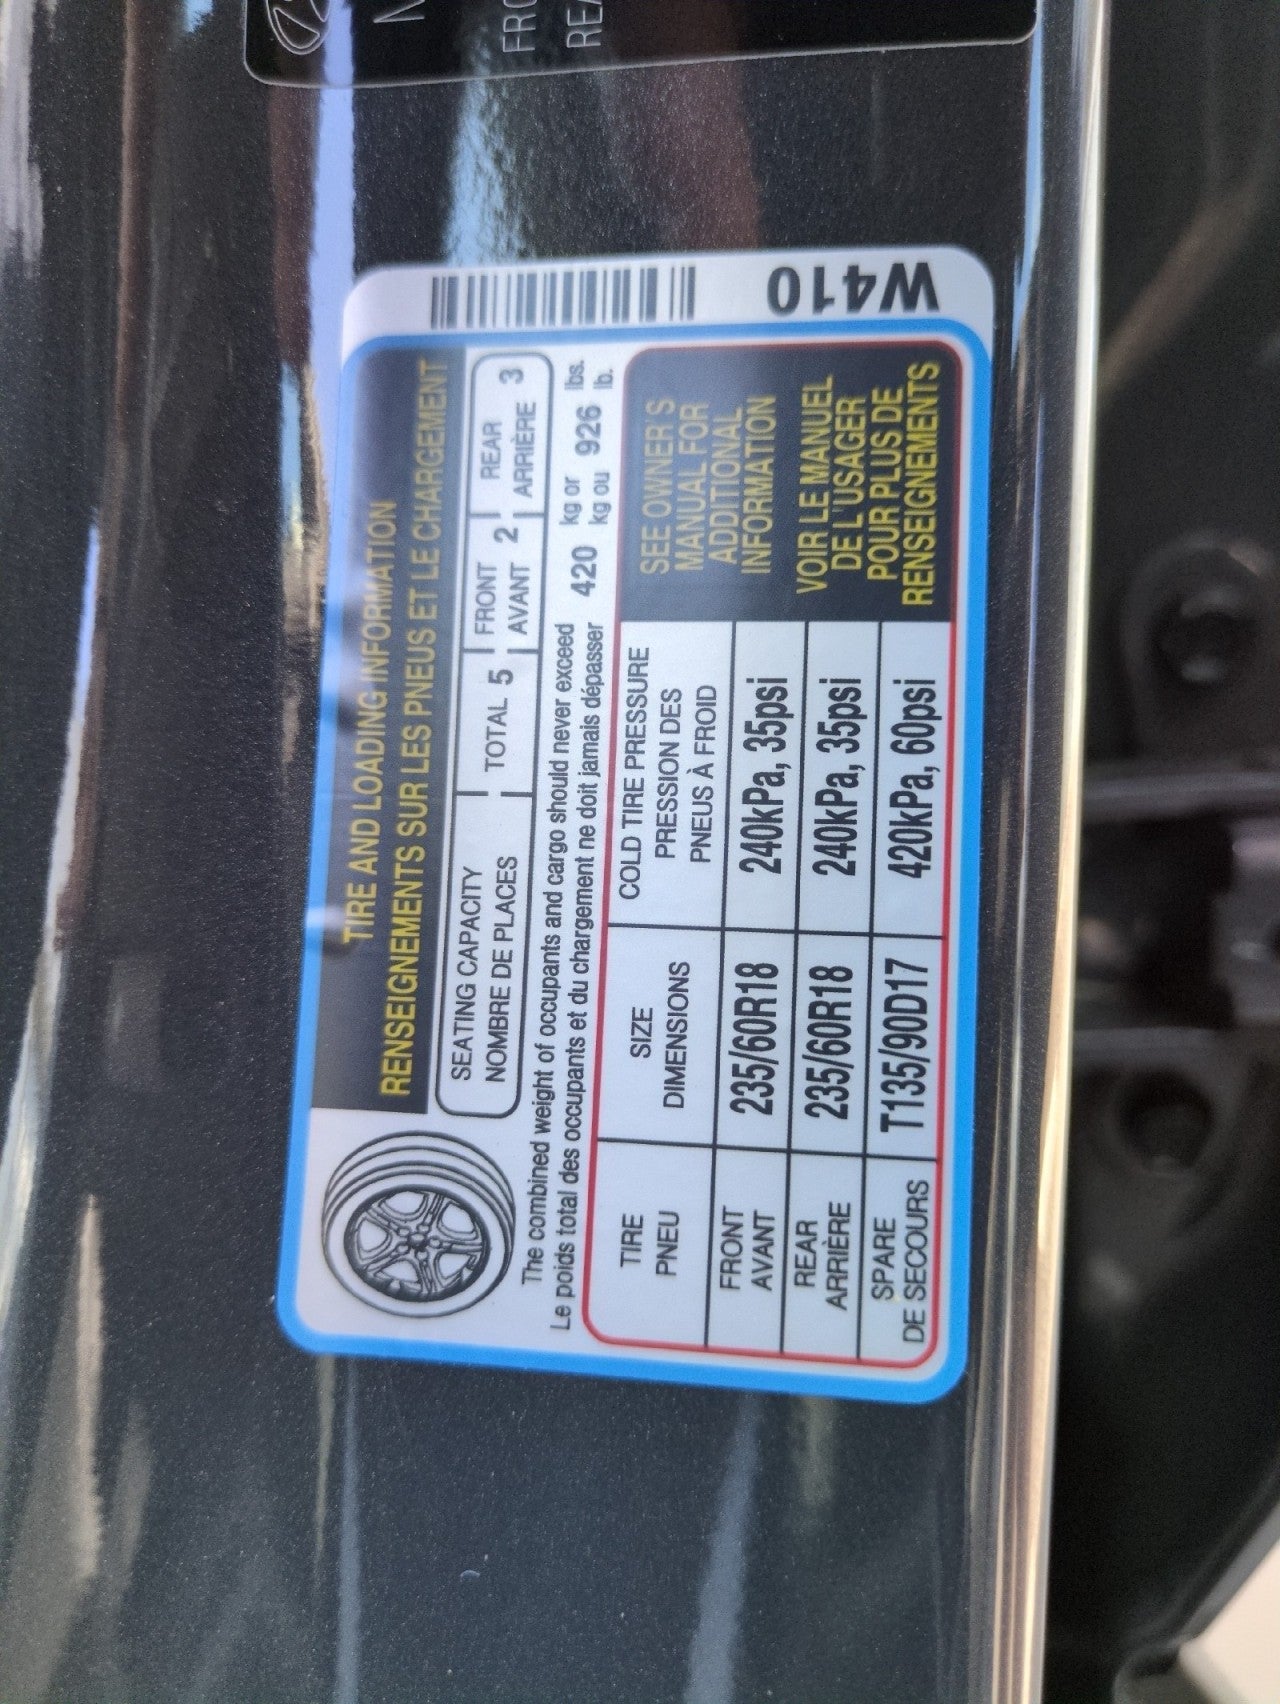 TIRE AND LOADING INFORMATION
RENSEIGNEMENTS SUR LES PNEUS ET LE CHARGEMENT
SEATING CAPACITY
NOMBRE DE PLACES
TOTAL 5
FRONT
AVANT 2
REAR
ARRIÈRE 3
The combined weight of occupants and cargo should never exceed 420 kg or 926 lbs.
Le poids total des occupants et du chargement ne doit jamais dépasser kg ou lb.
TIRE
PNEU
SIZE
DIMENSIONS
COLD TIRE PRESSURE
PRESSION DES
PNEUS À FROID
FRONT
AVANT
235/60R18
240kPa, 35psi
REAR
ARRIÈRE
235/60R18
240kPa, 35psi
SPARE
DE SECOURS
T135/90D17
420kPa, 60psi
SEE OWNER'S
MANUAL FOR
ADDITIONAL
INFORMATION
VOIR LE MANUEL
DE L'USAGER
POUR PLUS DE
RENSEIGNEMENTS
W410